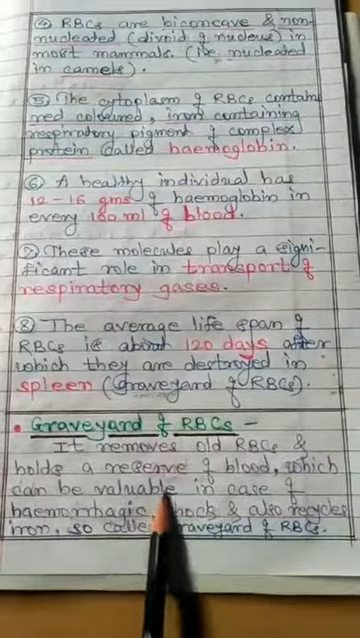 ④ RBCs are biconcave & non-
nucleated (divoid of nucleus) in
most mammals. (i.e. nucleated
in camels).
⑤ The cytoplasm of RBCs contains
red coloured, iron containing
respiratory pigment of complex
protein called haemoglobin.
⑥ A healthy individual has
12-16 gms of haemoglobin in
every 100 ml of blood.
⑦ These molecules play a signi-
ficant role in transport of
respiratory gases.
⑧ The average life span of
RBCs is about 120 days after
which they are destroyed in
spleen (Graveyard of RBCs).
• Graveyard of RBCs -
It removes old RBCs &
holds a reserve of blood, which
can be valuable in case of
haemorrhagic shock & also recycles
iron, so called Graveyard of RBCs.